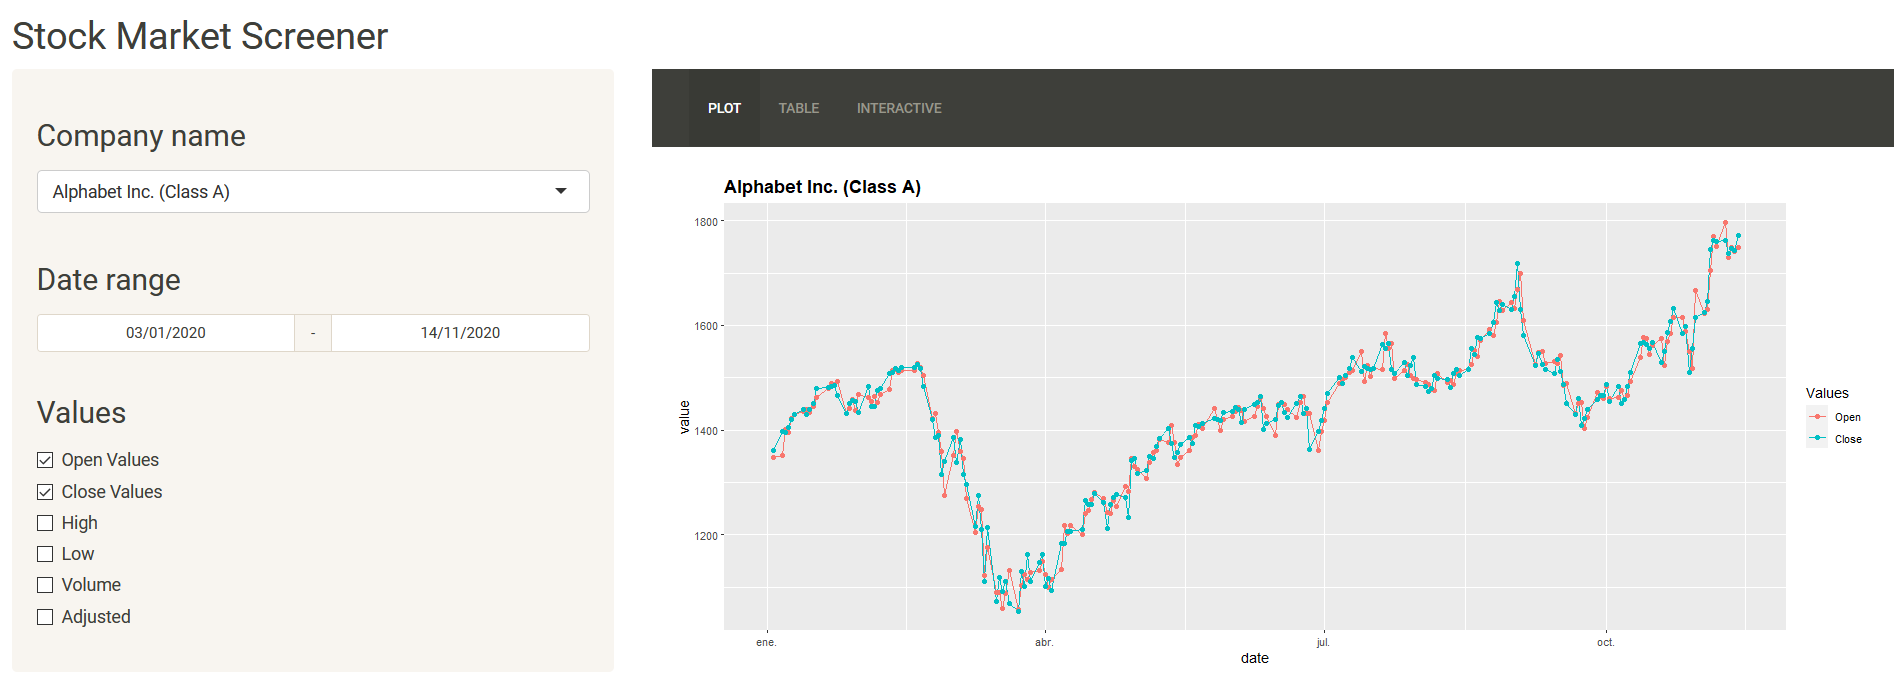 Stock Market Screener
Company name
Alphabet Inc. (Class A)
Date range
03/01/2020 - 14/11/2020
Values
Open Values
Close Values
High
Low
Volume
Adjusted
PLOT TABLE INTERACTIVE
Alphabet Inc. (Class A)
1800
1600
1400
1200
value
ene. abr. jul. oct.
date
Values
Open
Close